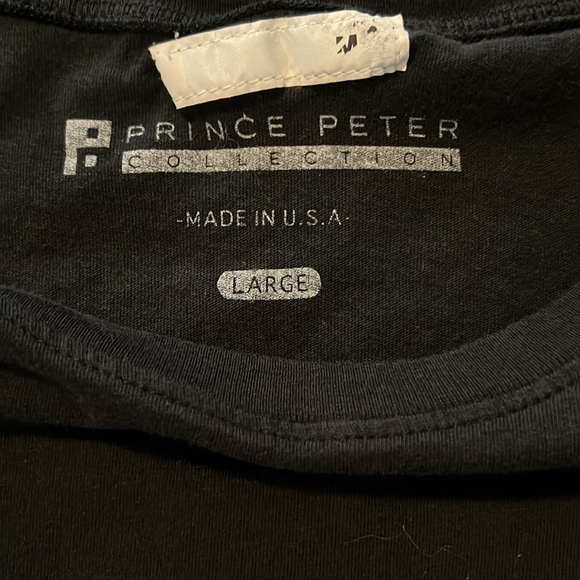 M
PRINCE PETER
COLLECTION
-MADE IN U.S.A-
LARGE